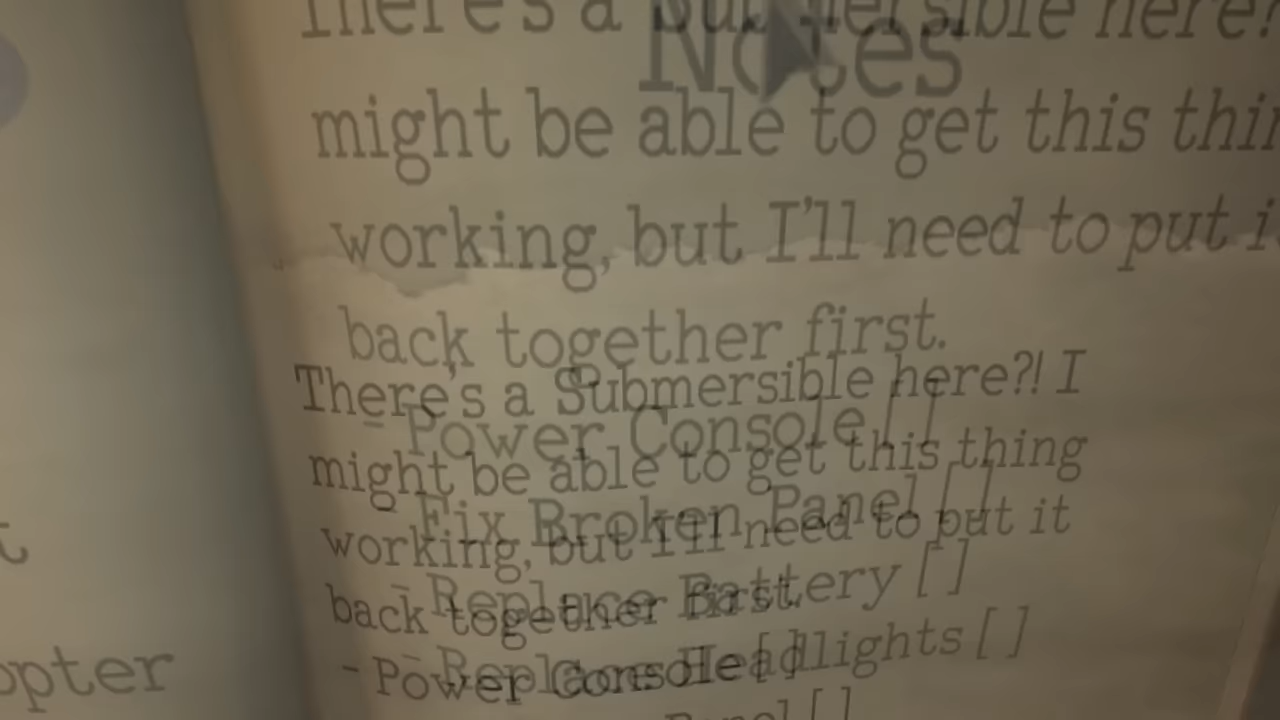 There's a Submersible here?!
Notes
might be able to get this
working, but I'll need to put
back together first.
There's a Submersible here?! I
- Power Console [ ]
might be able to get this thing
Fix Broken Panel [ ]
working, but I'll need to put it
- Replace Battery [ ]
back together first.
- Replace Headlights [ ]
- Power Console [ ]
Panel [ ]